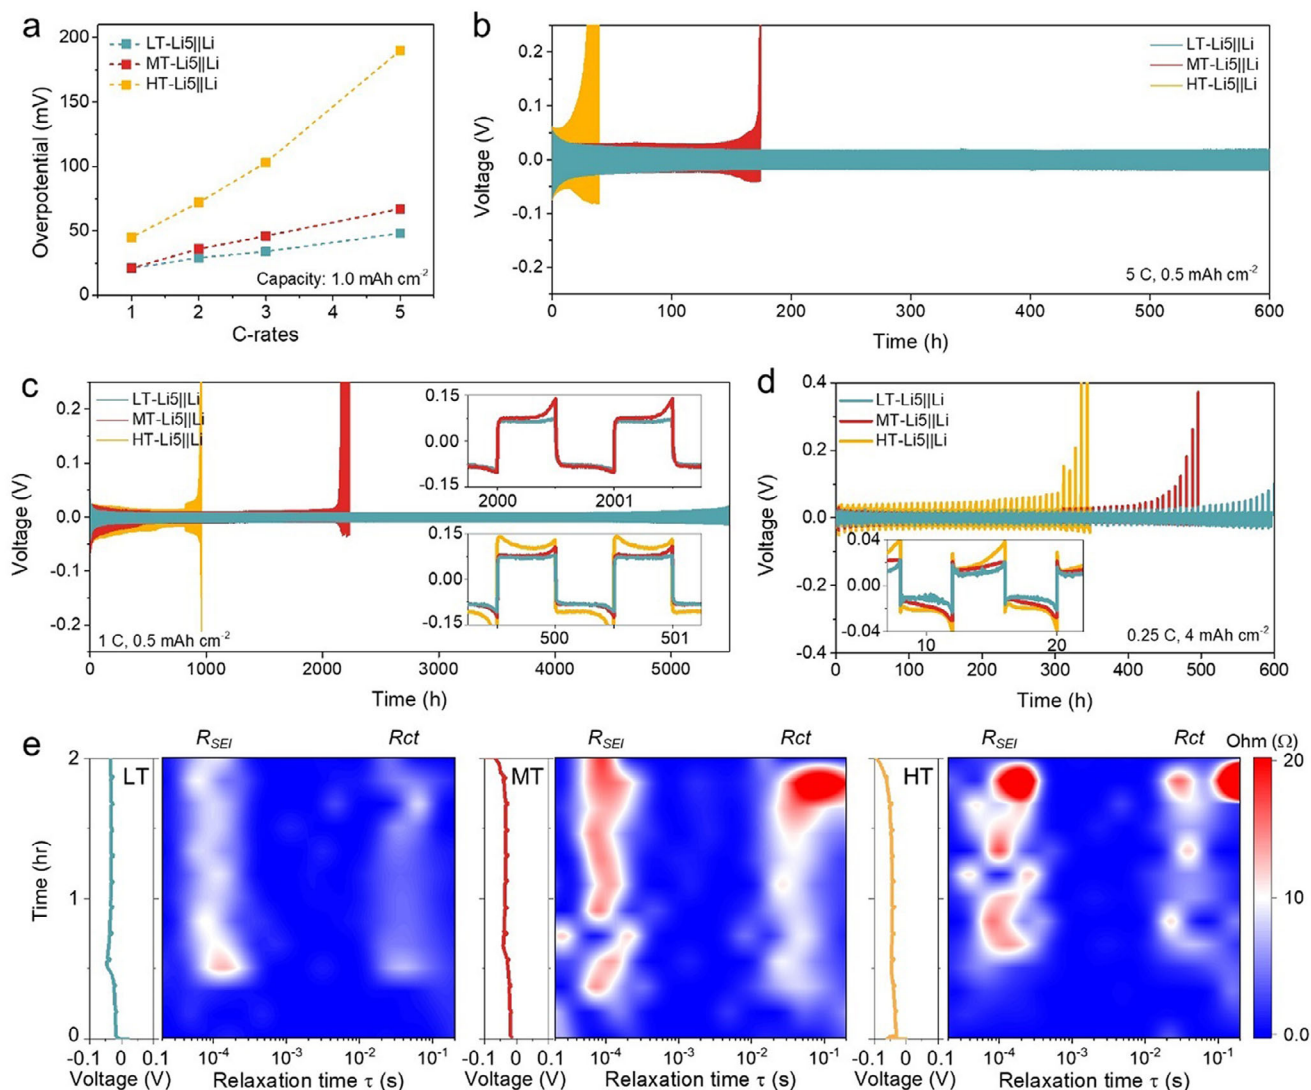 a
200
150
100
50
0
Overpotential (mV)
LT-Li5||Li
MT-Li5||Li
HT-Li5||Li
Capacity: 1.0 mAh cm-2
1 2 3 4 5
C-rates
b
0.2
0.1
0.0
-0.1
-0.2
Voltage (V)
LT-Li5||Li
MT-Li5||Li
HT-Li5||Li
5 C, 0.5 mAh cm-2
0 100 200 300 400 500 600
Time (h)
c
0.2
0.1
0.0
-0.1
-0.2
Voltage (V)
LT-Li5||Li
MT-Li5||Li
HT-Li5||Li
0.15
0.00
-0.15
2000 2001
0.15
0.00
-0.15
500 501
1 C, 0.5 mAh cm-2
0 1000 2000 3000 4000 5000
Time (h)
d
0.4
0.2
0.0
-0.2
-0.4
Voltage (V)
LT-Li5||Li
MT-Li5||Li
HT-Li5||Li
0.04
0.00
-0.04
10 20
0.25 C, 4 mAh cm-2
0 100 200 300 400 500 600
Time (h)
e
RSEI Rct
RSEI Rct
RSEI Rct
Ohm (Ω)
2
1
0
Time (hr)
LT
MT
HT
20
10
0.0
-0.1 0 0.1
Voltage (V)
10-4 10-3 10-2 10-1
Relaxation time τ (s)
-0.1 0 0.1
Voltage (V)
10-4 10-3 10-2 10-1
Relaxation time τ (s)
-0.1 0 0.1
Voltage (V)
10-4 10-3 10-2 10-1
Relaxation time τ (s)